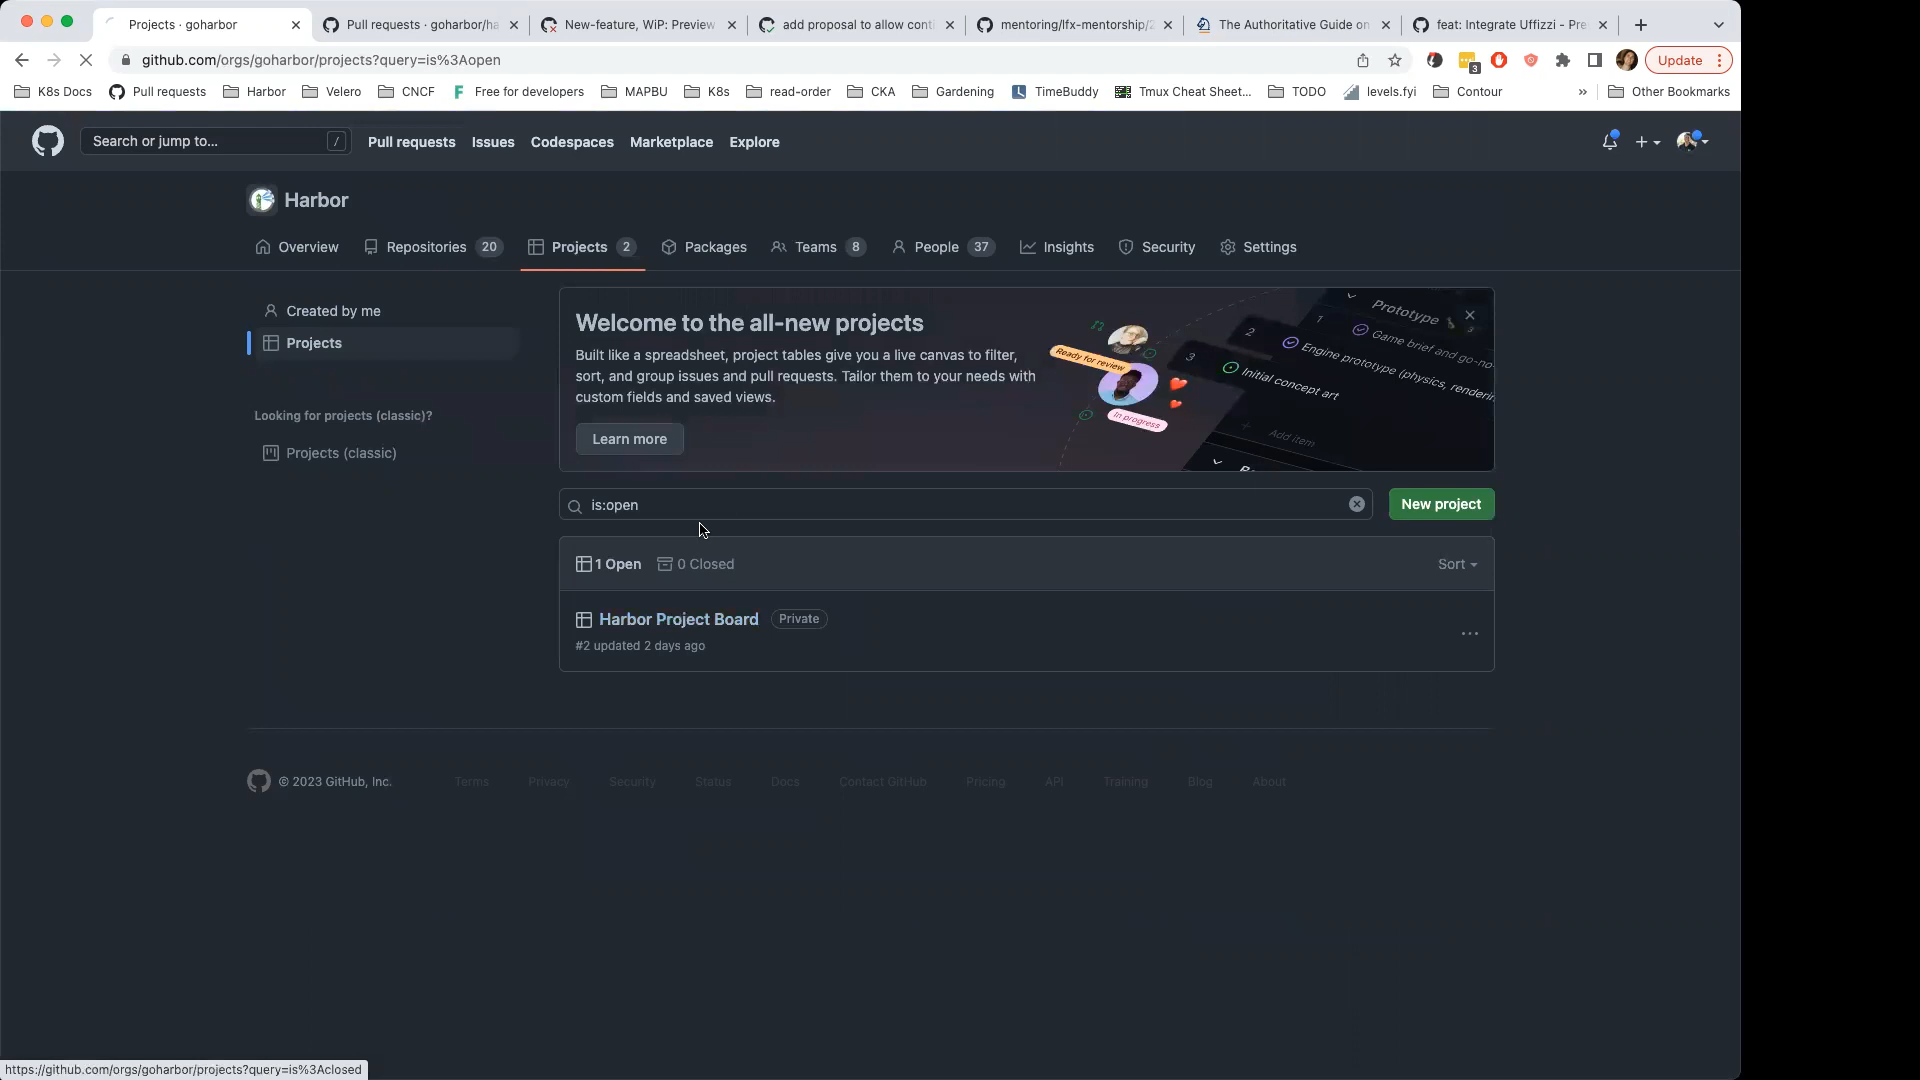 Projects · goharbor
Pull requests · goharbor/ha
New-feature, WiP: Preview
add proposal to allow cont
mentoring/lfx-mentorship/2
The Authoritative Guide on
feat: Integrate Uffizzi - Pre
github.com/orgs/goharbor/projects?query=is%3Aopen
3
Update
K8s Docs
Pull requests
Harbor
Velero
CNCF
Free for developers
MAPBU
K8s
read-order
CKA
Gardening
TimeBuddy
Tmux Cheat Sheet...
TODO
levels.fyi
Contour
»
Other Bookmarks
Search or jump to...
/
Pull requests
Issues
Codespaces
Marketplace
Explore
Harbor
Overview
Repositories 20
Projects 2
Packages
Teams 8
People 37
Insights
Security
Settings
Created by me
Projects
Looking for projects (classic)?
Projects (classic)
Welcome to the all-new projects
Built like a spreadsheet, project tables give you a live canvas to filter,
sort, and group issues and pull requests. Tailor them to your needs with
custom fields and saved views.
Learn more
Ready for review
In progress
Prototype
1 Game brief and go-no-
2 Engine prototype (physics, renderin
3 Initial concept art
Add item
is:open
New project
1 Open
0 Closed
Sort
Harbor Project Board
Private
#2 updated 2 days ago
© 2023 GitHub, Inc.
Terms
Privacy
Security
Status
Docs
Contact GitHub
Pricing
API
Training
Blog
About
https://github.com/orgs/goharbor/projects?query=is%3Aclosed